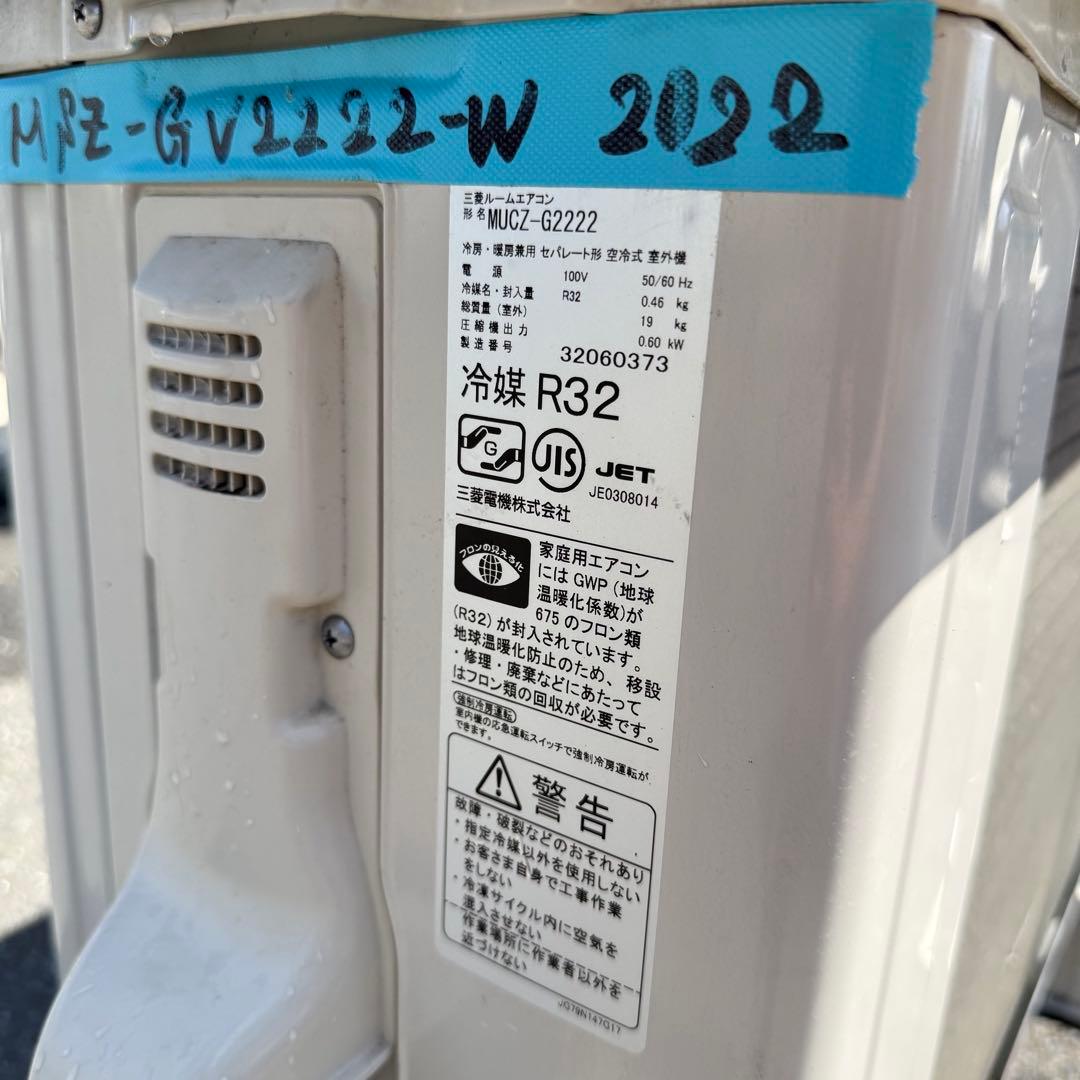 MSZ-GV2222-W 2022
三菱ルームエアコン
形名 MUCZ-G2222
冷房・暖房兼用 セパレート形 空冷式 室外機
電源 100V 50/60 Hz
冷媒名・封入量 R32 0.46 kg
総質量(室外) 19 kg
圧縮機出力 0.60 kW
製造番号 32060373
冷媒 R32
G
JIS
JET
JE0308014
三菱電機株式会社
フロンの見える化
家庭用エアコン
にはGWP(地球
温暖化係数)が
675のフロン類
(R32)が封入されています。
地球温暖化防止のため、移設
・修理・廃棄などにあたって
はフロン類の回収が必要です。
強制冷房運転
室内機の応急運転スイッチで強制冷房運転が
できます。
警告
故障・破裂などのおそれあり
・指定冷媒以外を使用しない
・お客さま自身で工事作業
をしない
・冷凍サイクル内に空気を
混入させない
・作業場所に作業者以外を
近づけない
JG79N147G17